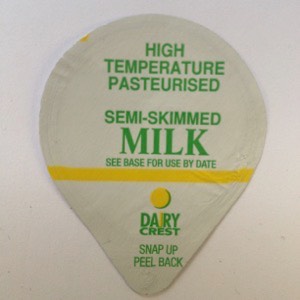 HIGH
TEMPERATURE
PASTEURISED
SEMI-SKIMMED
MILK
SEE BASE FOR USE BY DATE
DAIRY
CREST
SNAP UP
PEEL BACK